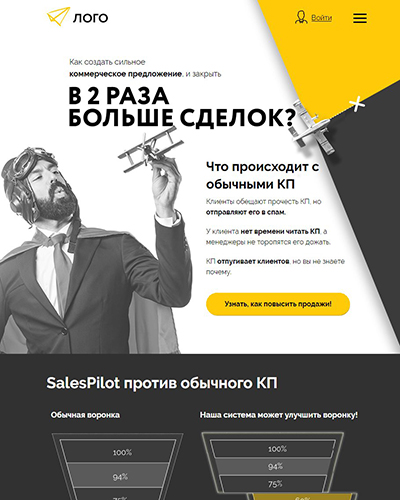 ЛОГО
Войти
Как создать сильное
коммерческое предложение, и закрыть
В 2 РАЗА
БОЛЬШЕ СДЕЛОК?
Что происходит с
обычными КП
Клиенты обещают прочесть КП, но
отправляют его в спам.
У клиента нет времени читать КП, а
менеджеры не торопятся его дожать.
КП отпугивает клиентов, но вы не знаете
почему.
Узнать, как повысить продажи!
SalesPilot против обычного КП
Обычная воронка
Наша система может улучшить воронку!
100%
100%
94%
94%
75%
75%